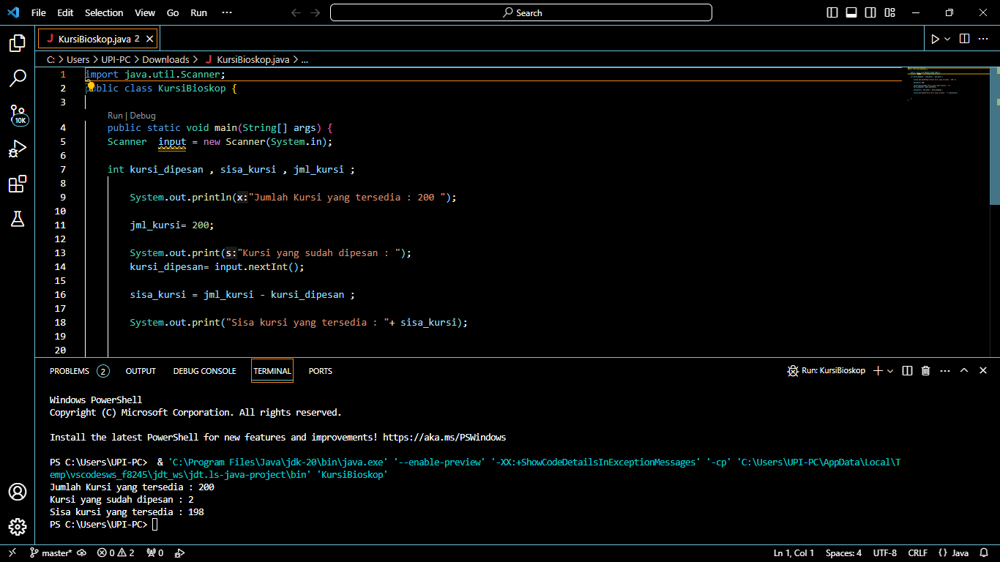 File Edit Selection View Go Run ... Search
KursiBioskop.java 2
C: > Users > UPI-PC > Downloads > KursiBioskop.java > ...
1 import java.util.Scanner;
2 public class KursiBioskop {
3
Run | Debug
4 public static void main(String[] args) {
5 Scanner  input = new Scanner(System.in);
6
7 int kursi_dipesan , sisa_kursi , jml_kursi ;
8
9 System.out.println(x:"Jumlah Kursi yang tersedia : 200 ");
10
11 jml_kursi= 200;
12
13 System.out.print(s:"Kursi yang sudah dipesan : ");
14 kursi_dipesan= input.nextInt();
15
16 sisa_kursi = jml_kursi - kursi_dipesan ;
17
18 System.out.print("Sisa kursi yang tersedia : "+ sisa_kursi);
19
20
10K
PROBLEMS 2 OUTPUT DEBUG CONSOLE TERMINAL PORTS Run: KursiBioskop
Windows PowerShell
Copyright (C) Microsoft Corporation. All rights reserved.
Install the latest PowerShell for new features and improvements! https://aka.ms/PSWindows
PS C:\Users\UPI-PC>  & 'C:\Program Files\Java\jdk-20\bin\java.exe' '--enable-preview' '-XX:+ShowCodeDetailsInExceptionMessages' '-cp' 'C:\Users\UPI-PC\AppData\Local\T
emp\vscodesws_f8245\jdt_ws\jdt.ls-java-project\bin' 'KursiBioskop'
Jumlah Kursi yang tersedia : 200
Kursi yang sudah dipesan : 2
Sisa kursi yang tersedia : 198
PS C:\Users\UPI-PC>
master* 0 2 0 Ln 1, Col 1 Spaces: 4 UTF-8 CRLF {} Java